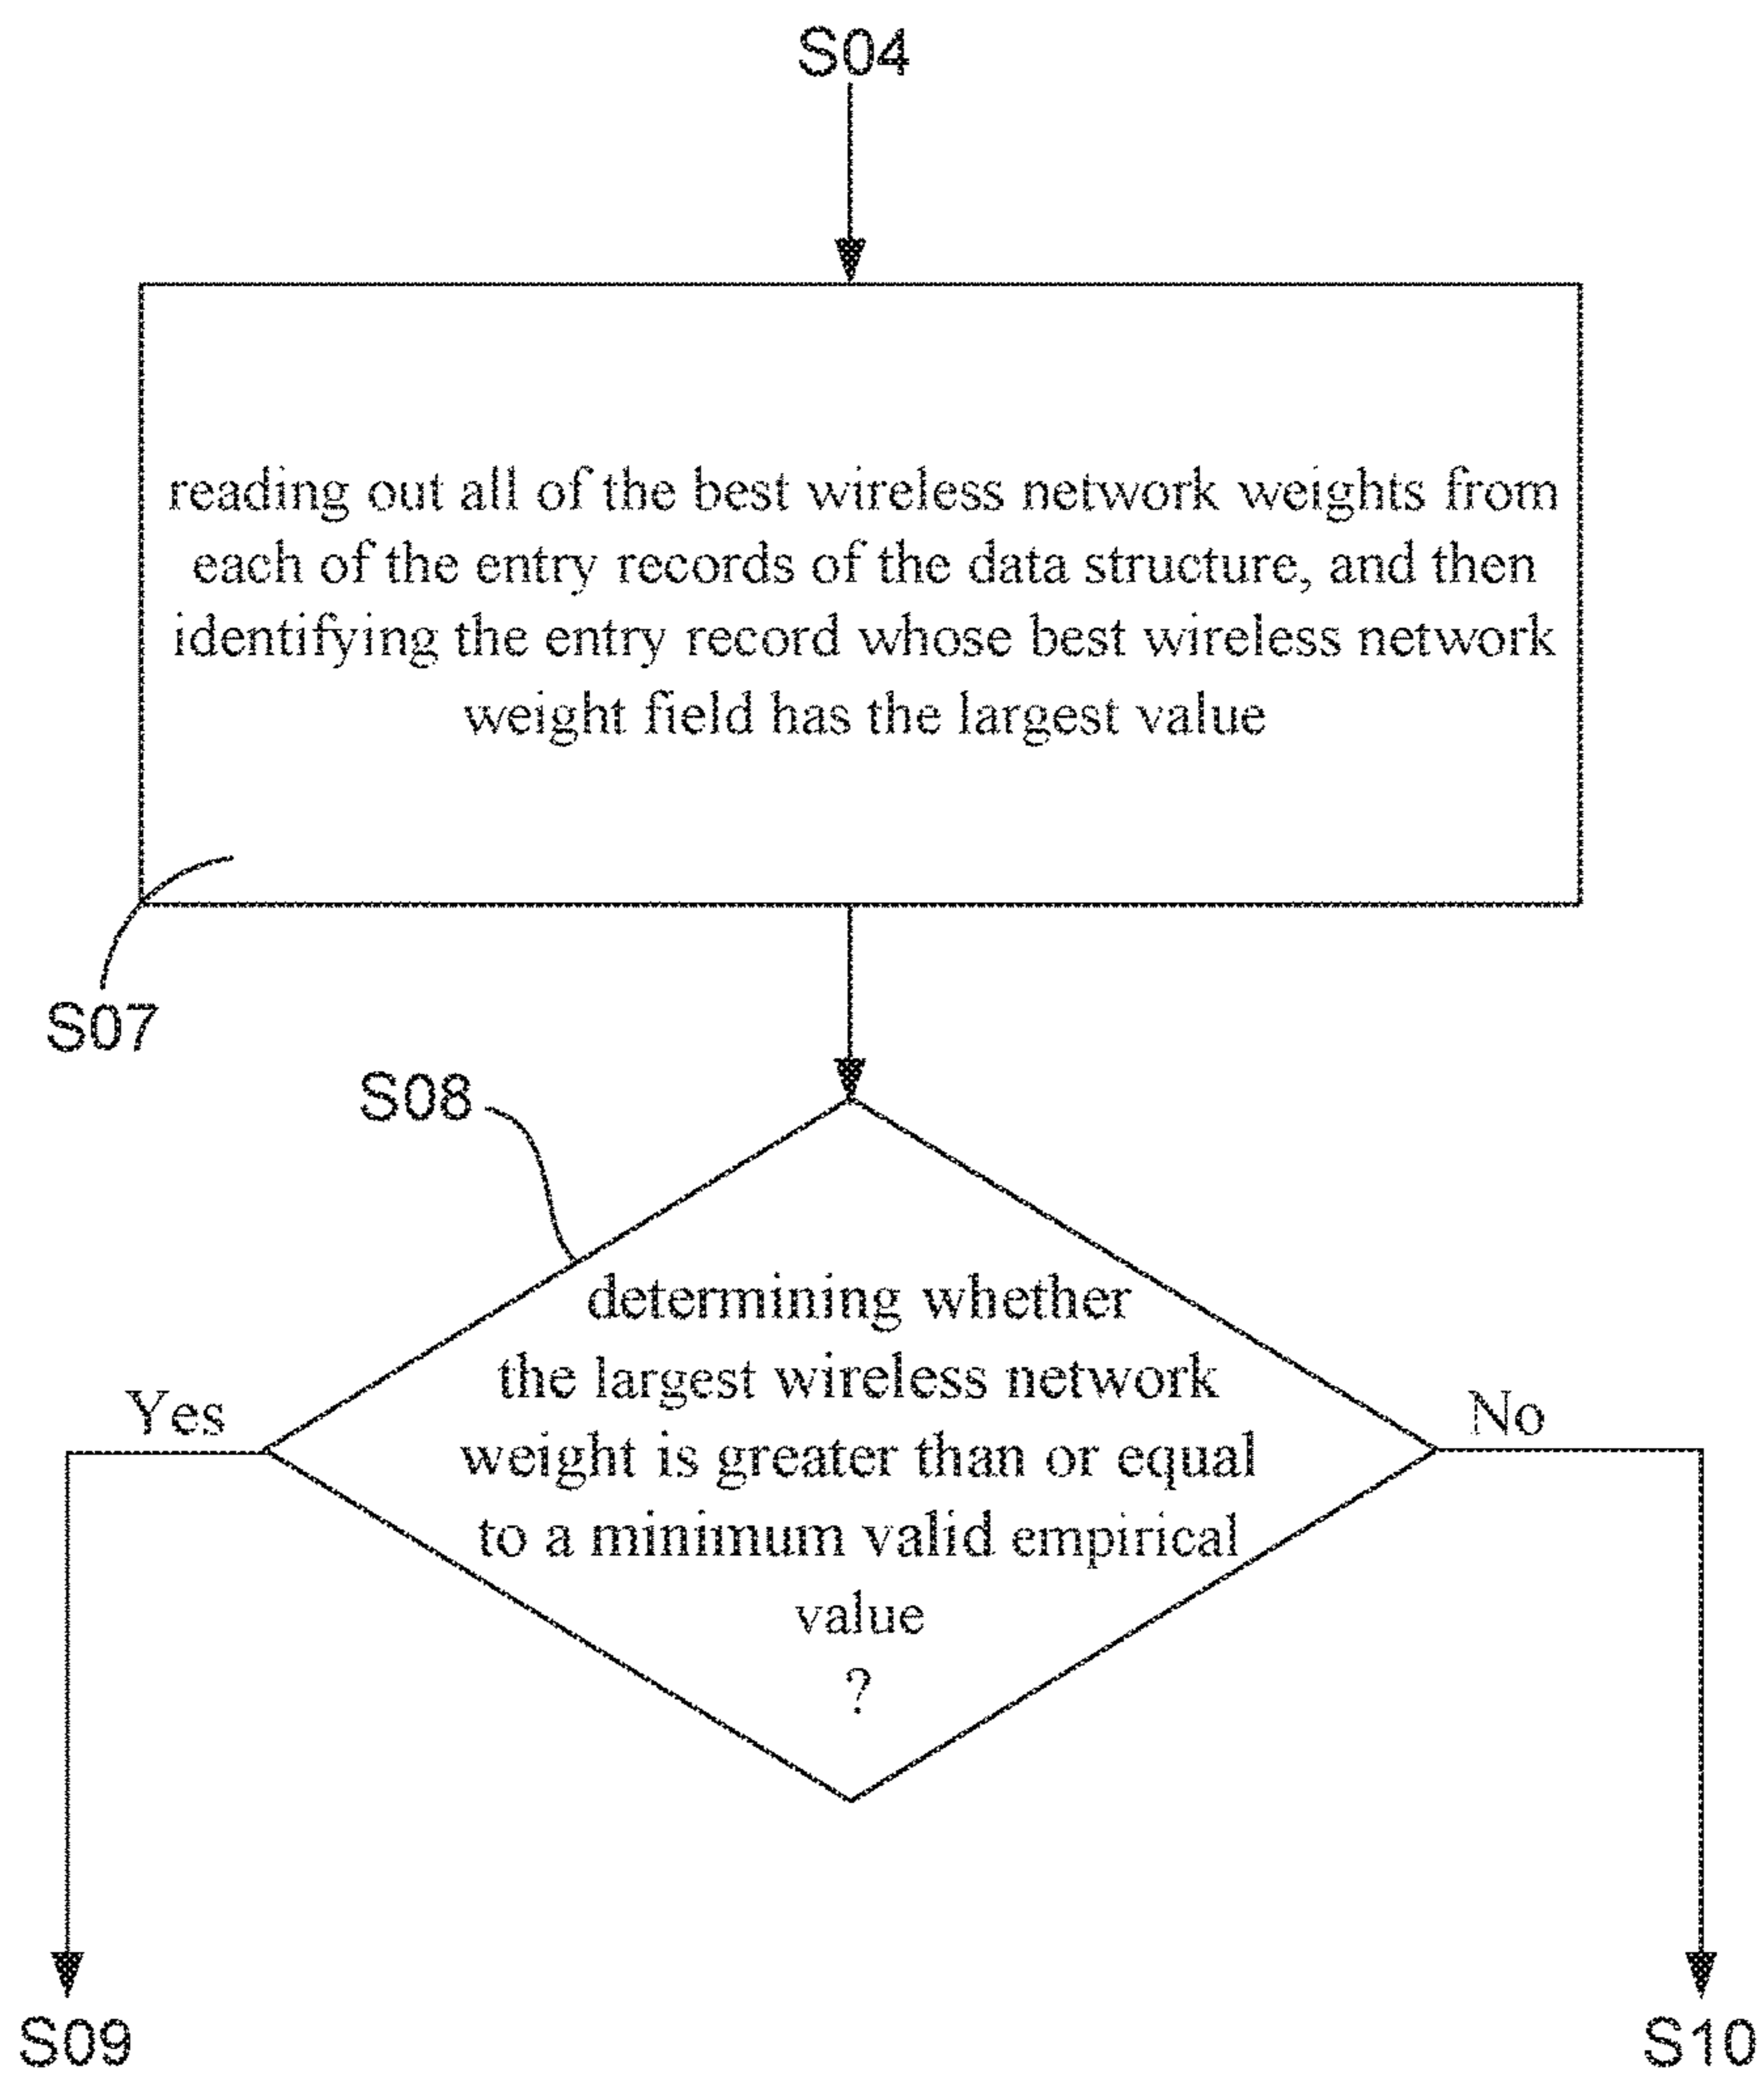 S04
reading out all of the best wireless network weights from
each of the entry records of the data structure, and then
identifying the entry record whose best wireless network
weight field has the largest value
S07
S08
determining whether
the largest wireless network
weight is greater than or equal
to a minimum valid empirical
value
?
Yes
No
S09
S10